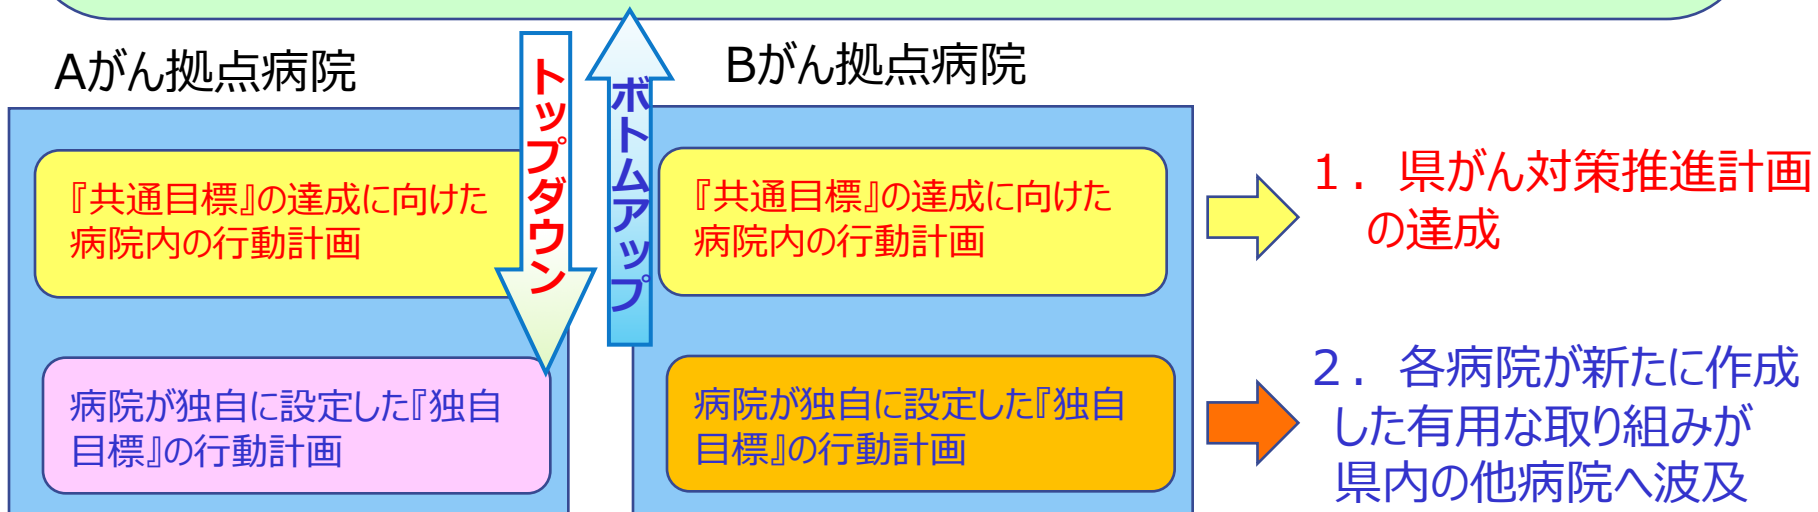 Aがん拠点病院
『共通目標』の達成に向けた
病院内の行動計画
病院が独自に設定した『独自
目標』の行動計画
トップダウン
ボトムアップ
Bがん拠点病院
『共通目標』の達成に向けた
病院内の行動計画
病院が独自に設定した『独自
目標』の行動計画
１．県がん対策推進計画
の達成
２．各病院が新たに作成
した有用な取り組みが
県内の他病院へ波及